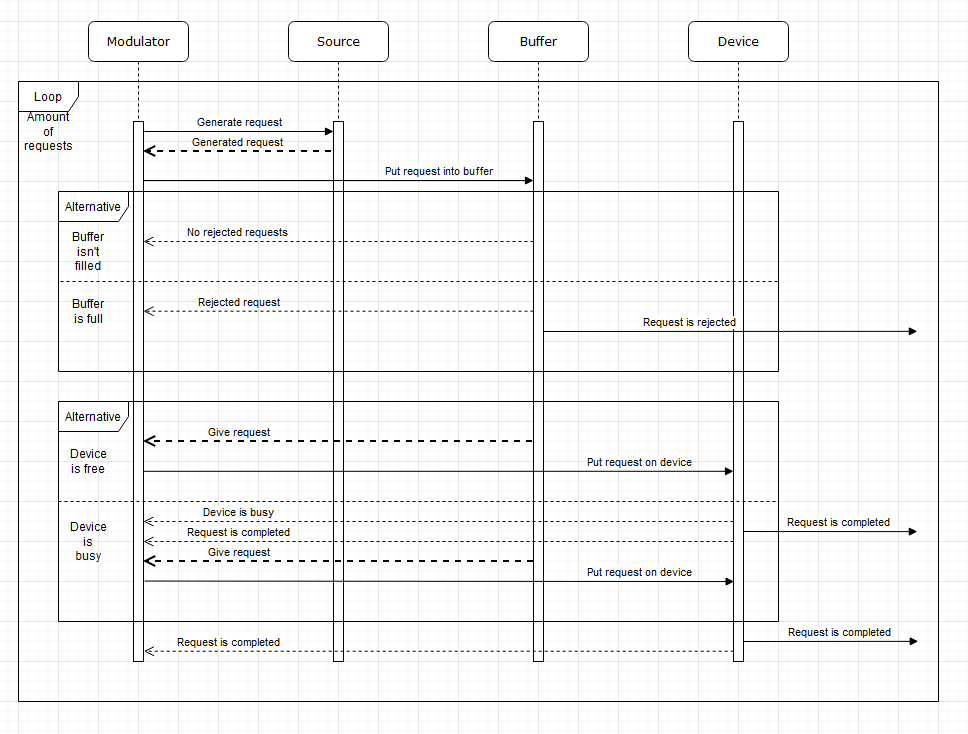 Modulator
Source
Buffer
Device
Loop
Amount
of
requests
Generate request
Generated request
Put request into buffer
Alternative
Buffer
isn't
filled
No rejected requests
Buffer
is full
Rejected request
Request is rejected
Alternative
Give request
Device
is free
Put request on device
Device
is
busy
Device is busy
Request is completed
Request is completed
Give request
Put request on device
Request is completed
Request is completed